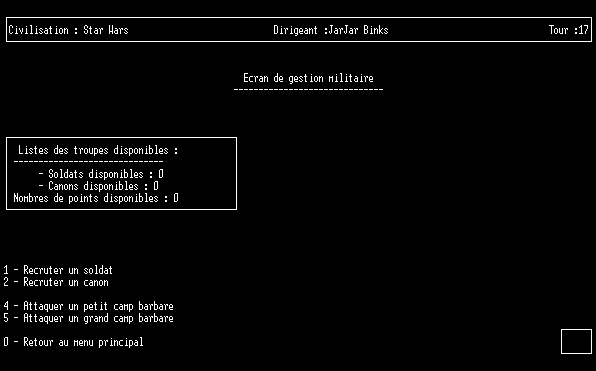 Civilisation : Star Wars Dirigeant :JarJar Binks Tour :17
Ecran de gestion militaire
------------------------------
Listes des troupes disponibles :
------------------------------
- Soldats disponibles : 0
- Canons disponibles : 0
Nombres de points disponibles : 0
1 - Recruter un soldat
2 - Recruter un canon
4 - Attaquer un petit camp barbare
5 - Attaquer un grand camp barbare
0 - Retour au menu principal